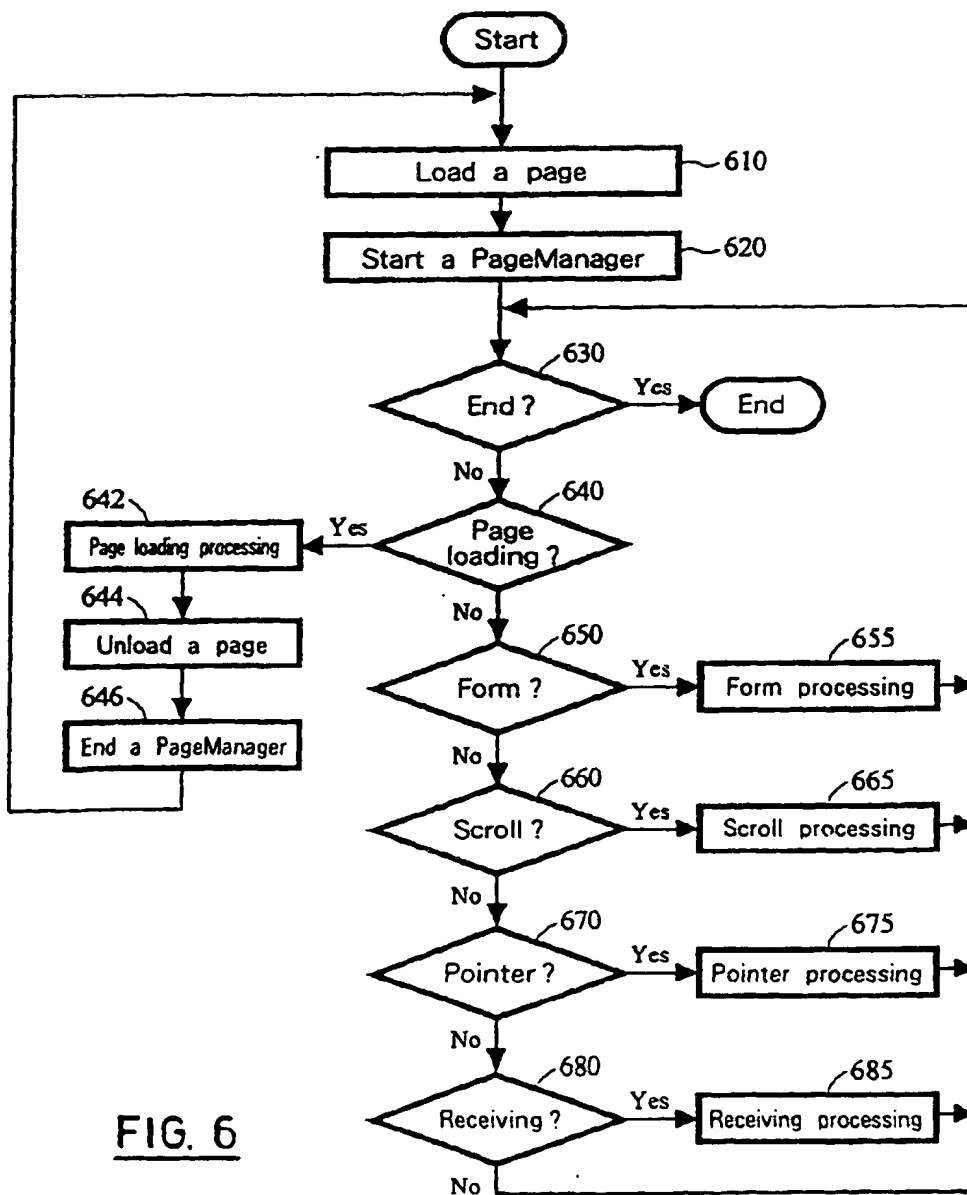 Start
Load a page
610
Start a PageManager
620
630
End ?
Yes
End
No
640
Page
loading ?
Yes
642
Page loading processing
644
Unload a page
646
End a PageManager
No
650
Form ?
Yes
655
Form processing
No
660
Scroll ?
Yes
665
Scroll processing
No
670
Pointer ?
Yes
675
Pointer processing
No
680
Receiving ?
Yes
685
Receiving processing
No
FIG. 6